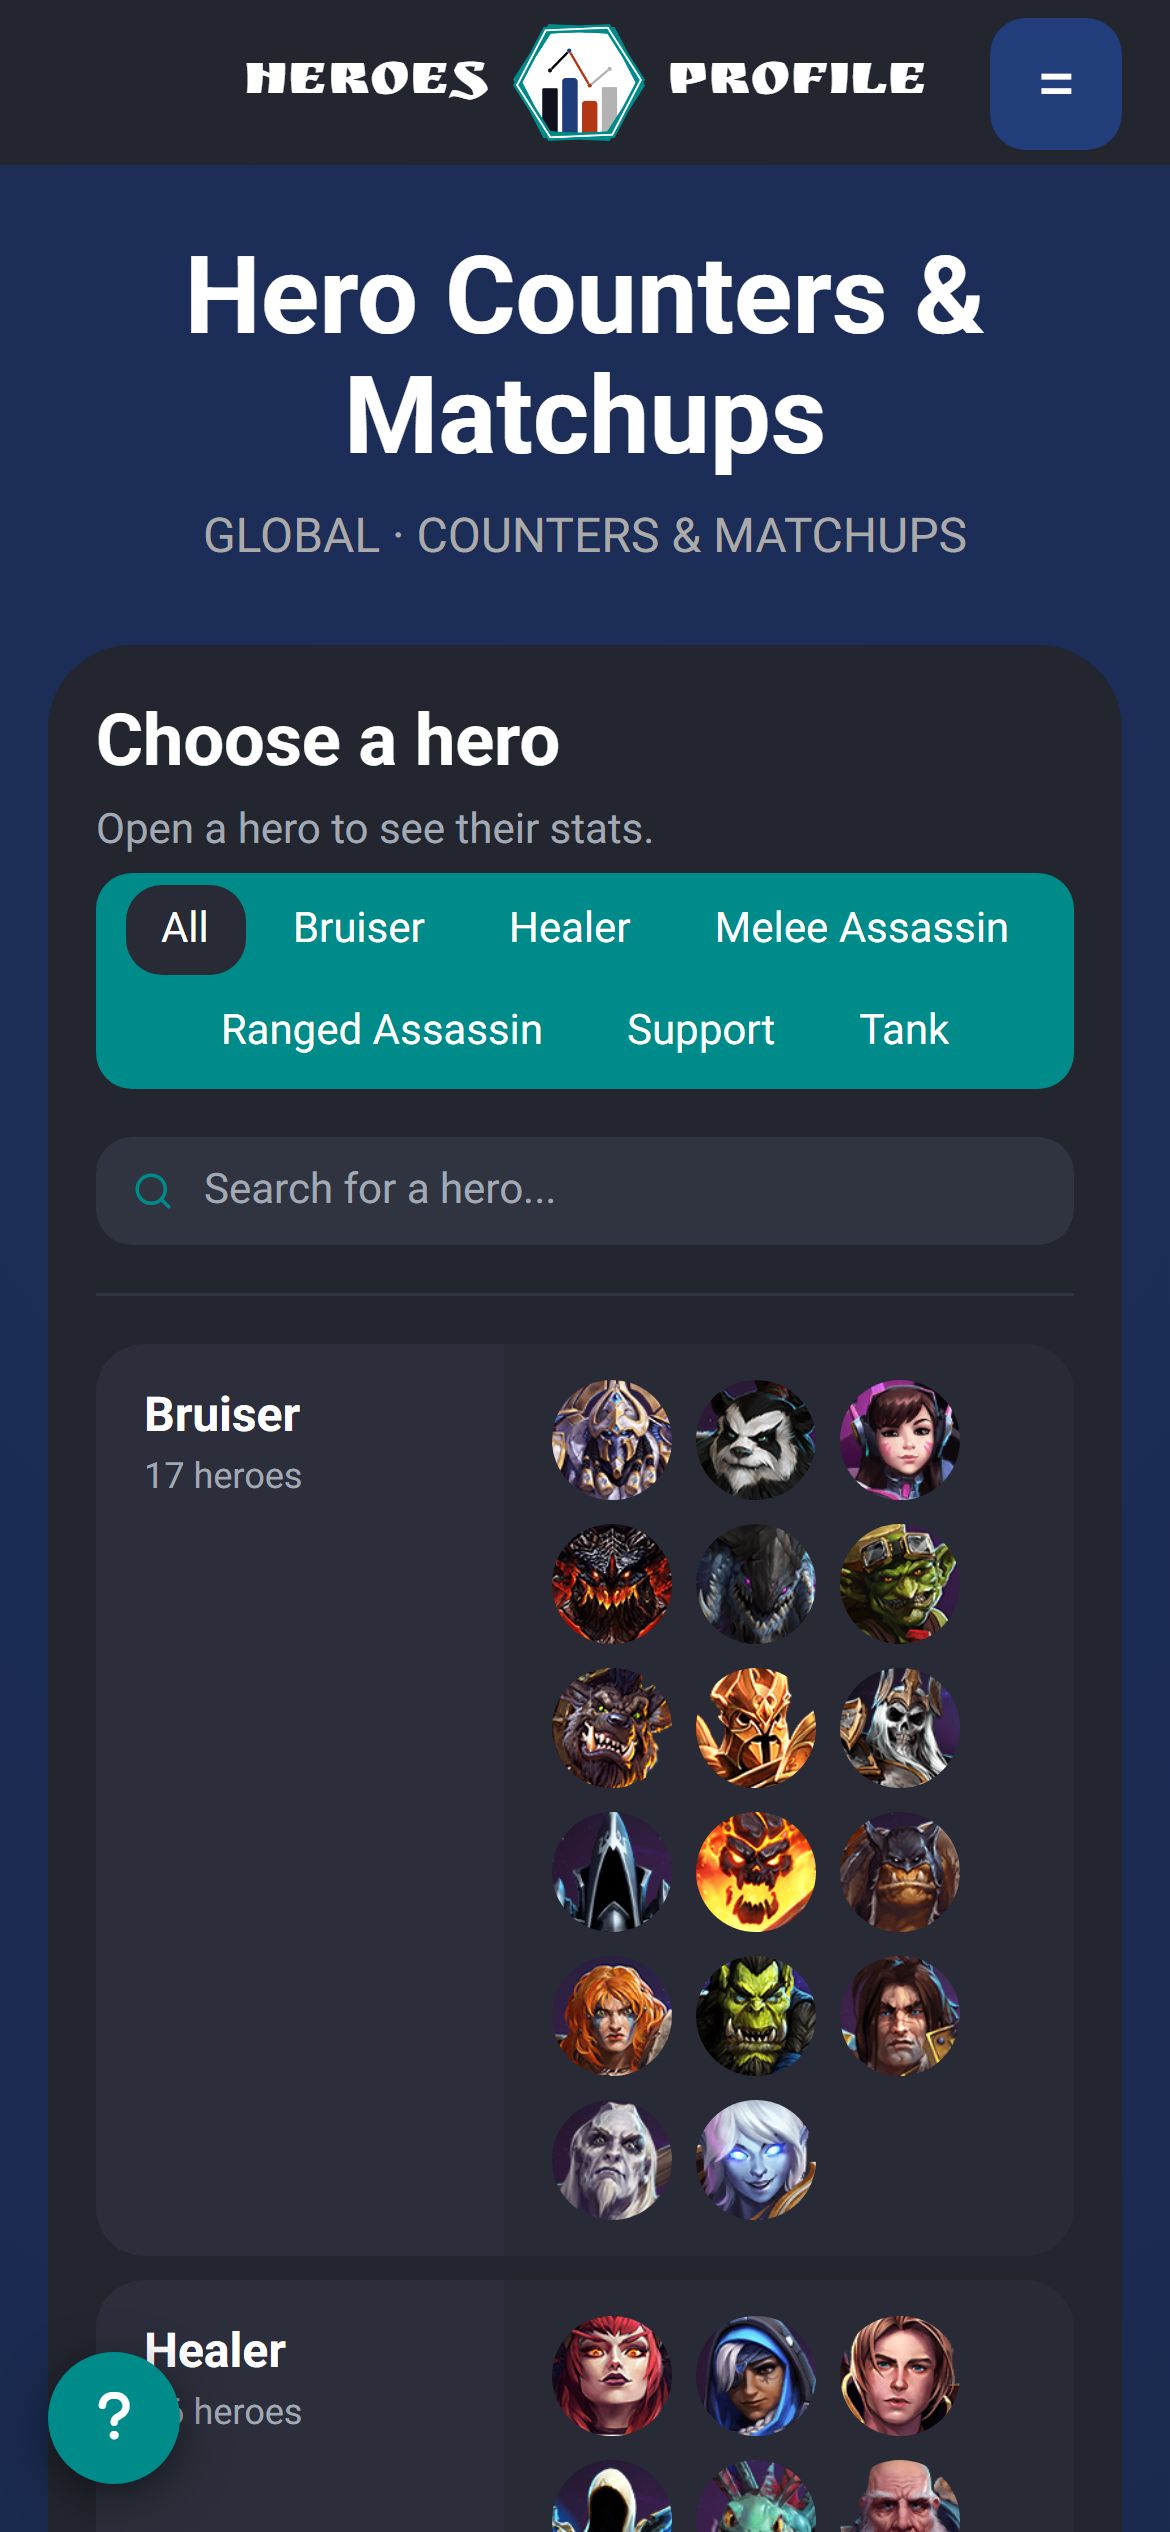 HEROES PROFILE
Hero Counters &
Matchups
GLOBAL · COUNTERS & MATCHUPS
Choose a hero
Open a hero to see their stats.
All Bruiser Healer Melee Assassin
Ranged Assassin Support Tank
Search for a hero...
Bruiser
17 heroes
Healer
heroes
?